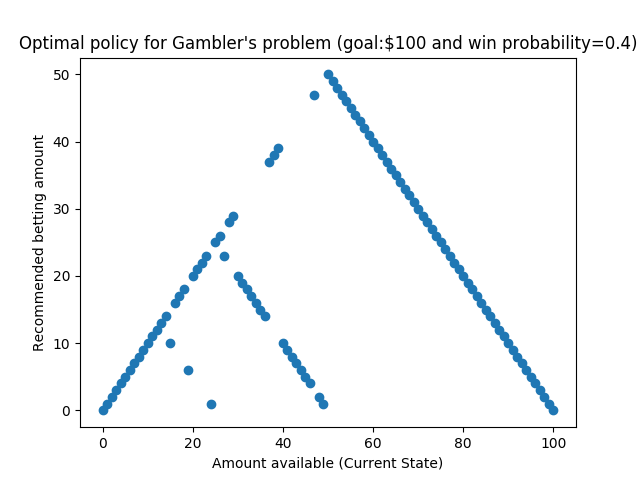 Optimal policy for Gambler's problem (goal:$100 and win probability=0.4)
50
40
30
20
10
0
Recommended betting amount
0 20 40 60 80 100
Amount available (Current State)